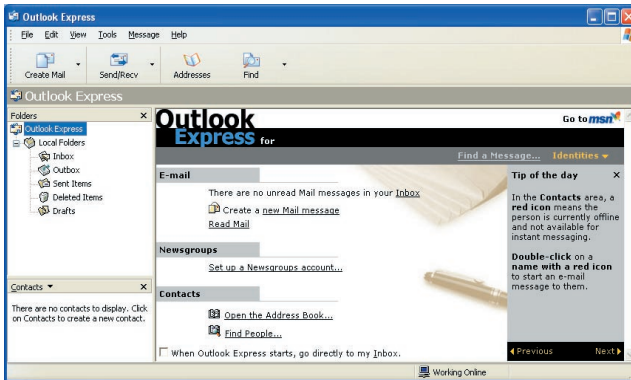 Outlook Express
File Edit View Tools Message Help
Create Mail Send/Recv Addresses Find
Outlook Express
Folders
Outlook Express
Local Folders
Inbox
Outbox
Sent Items
Deleted Items
Drafts
Contacts
There are no contacts to display. Click
on Contacts to create a new contact.
Outlook
Express for
Go to msn
Find a Message... Identities
E-mail
There are no unread Mail messages in your Inbox
Create a new Mail message
Read Mail
Newsgroups
Set up a Newsgroups account...
Contacts
Open the Address Book...
Find People...
When Outlook Express starts, go directly to my Inbox.
Tip of the day
In the Contacts area, a
red icon means the
person is currently offline
and not available for
instant messaging.
Double-click on a
name with a red icon
to start an e-mail
message to them.
Previous Next
Working Online